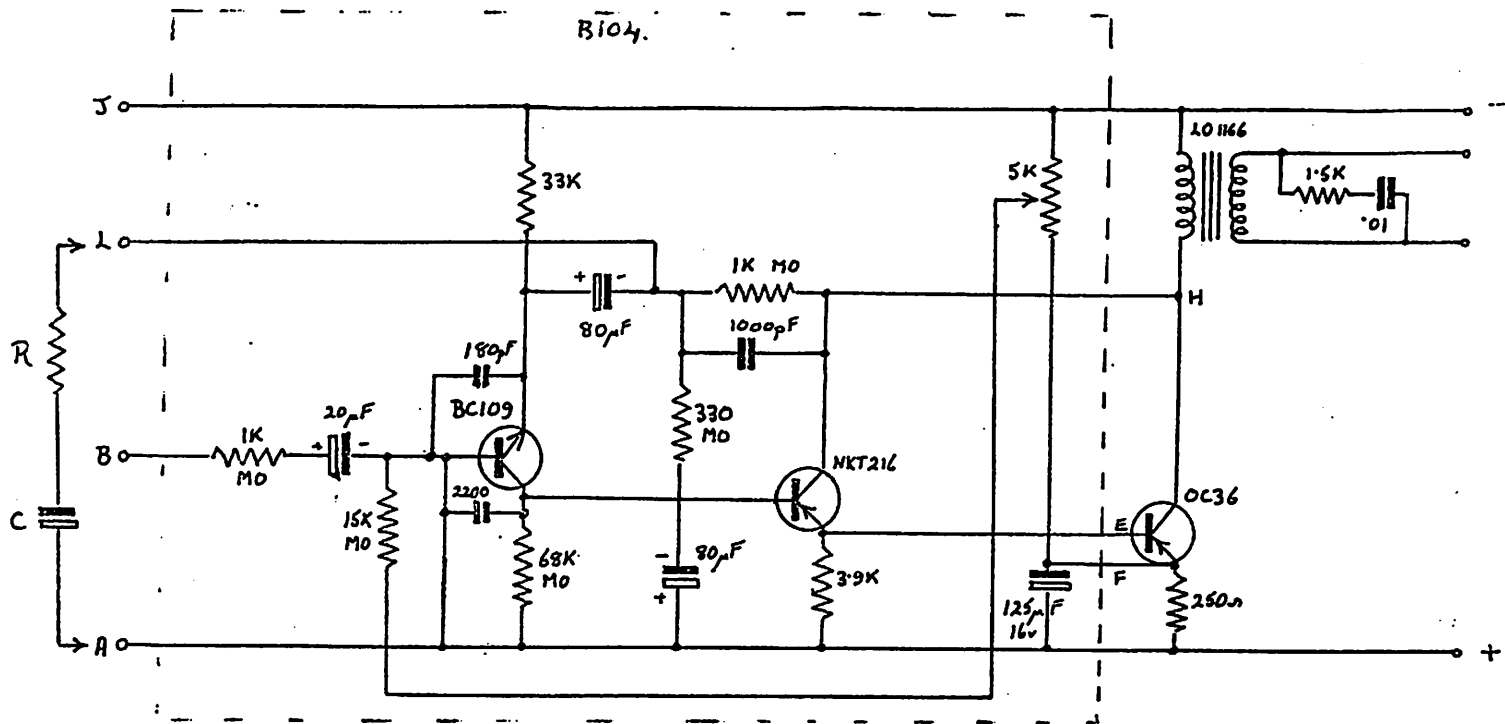 B104.
J
-
201166
33K
5K
1.5K
.01
L
+ -
1K MO
H
80µF
1000pF
R
180pF
BC109
20µF
330
MO
1K
+ -
MO
B
NKT216
2200
C
15K
MO
68K
MO
-
80µF
+
3.9K
E
OC36
F
125µF
16v
250Ω
A
+